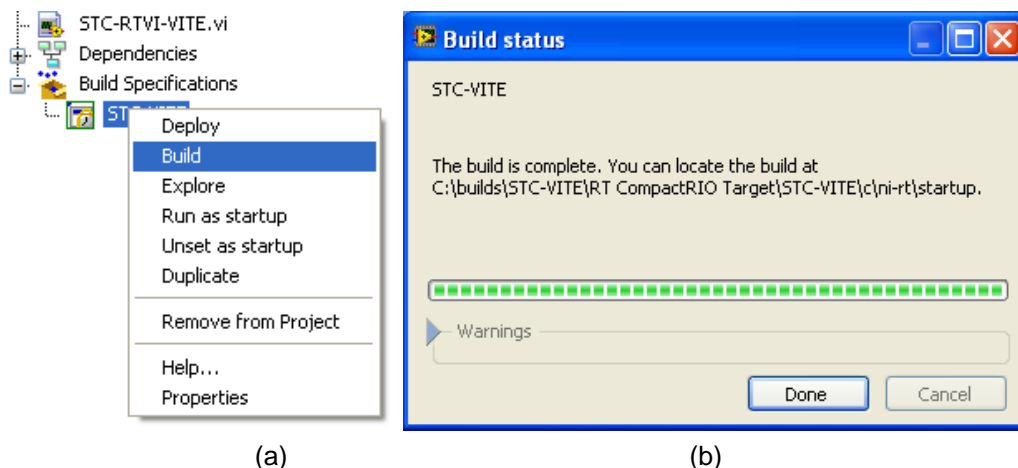 STC-RTVI-VITE.vi
Dependencies
Build Specifications
Deploy
Build
Explore
Run as startup
Unset as startup
Duplicate
Remove from Project
Help...
Properties
(a)
Build status
STC-VITE
The build is complete. You can locate the build at
C:\builds\STC-VITE\RT CompactRIO Target\STC-VITE\c\ni-rt\startup.
Warnings
Done
Cancel
(b)